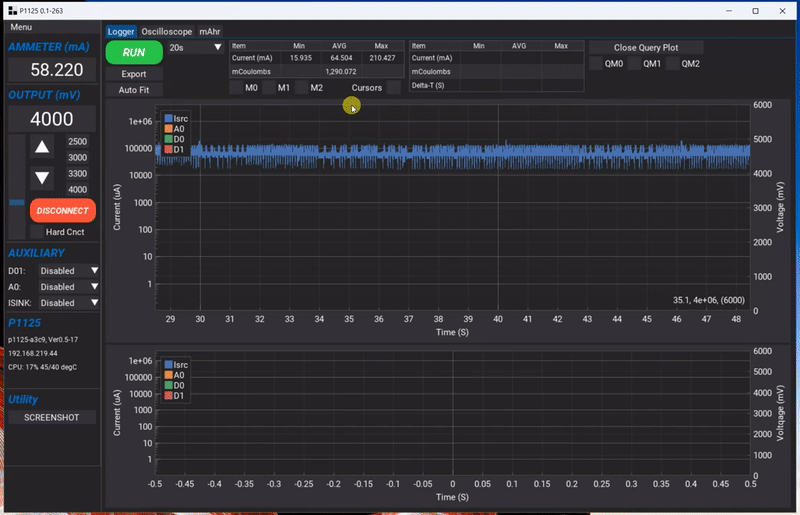 P1125 0.1-263
Menu
AMMETER (mA)
58.220
OUTPUT (mV)
4000
2500
3000
3300
4000
DISCONNECT
Hard Cnct
AUXILIARY
D01: Disabled
A0: Disabled
ISINK: Disabled
P1125
p1125-a3c9, Ver0.5-17
192.168.219.44
CPU: 17% 45/40 degC
Utility
SCREENSHOT
Logger Oscilloscope mAhr
RUN 20s
Export
Auto Fit
Item Min AVG Max
Current (mA) 15.935 64.504 210.427
mCoulombs 1,290.072
M0 M1 M2 Cursors
Item Min AVG Max
Current (mA)
mCoulombs
Delta-T (S)
Close Query Plot
QM0 QM1 QM2
Isrc
A0
D0
D1
Current (uA)
1e+06
100000
10000
1000
100
10
1
6000
5000
4000
3000
2000
1000
0
Voltage (mV)
35.1, 4e+06, (6000)
29 30 31 32 33 34 35 36 37 38 39 40 41 42 43 44 45 46 47 48
Time (S)
Isrc
A0
D0
D1
Current (uA)
1e+06
100000
10000
1000
100
10
1
6000
5000
4000
3000
2000
1000
0
Voltqage (mV)
-0.5 -0.45 -0.4 -0.35 -0.3 -0.25 -0.2 -0.15 -0.1 -0.05 0 0.05 0.1 0.15 0.2 0.25 0.3 0.35 0.4 0.45 0.5
Time (S)